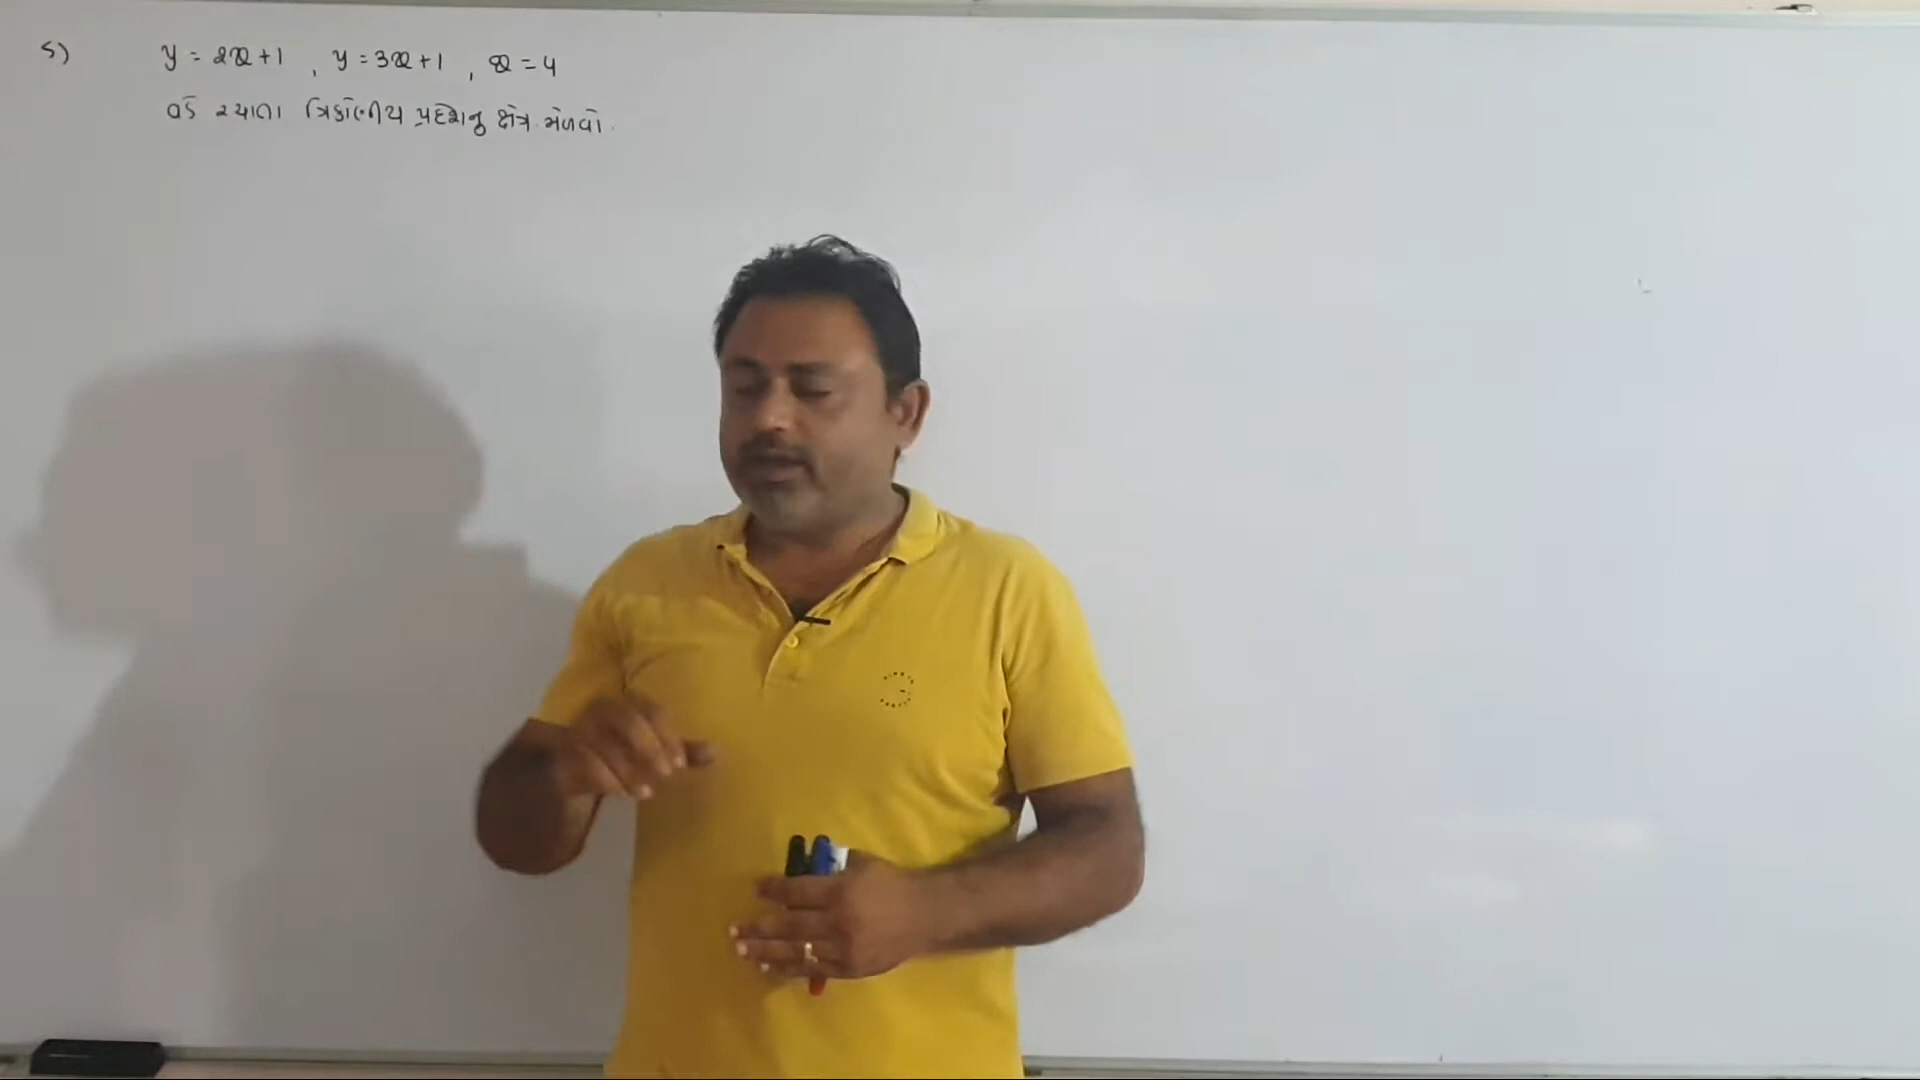 5) y = 2x + 1 , y = 3x + 1 , x = 4
વડે રચાતા ત્રિકોણીય પ્રદેશનું ક્ષેત્ર. મેળવો.